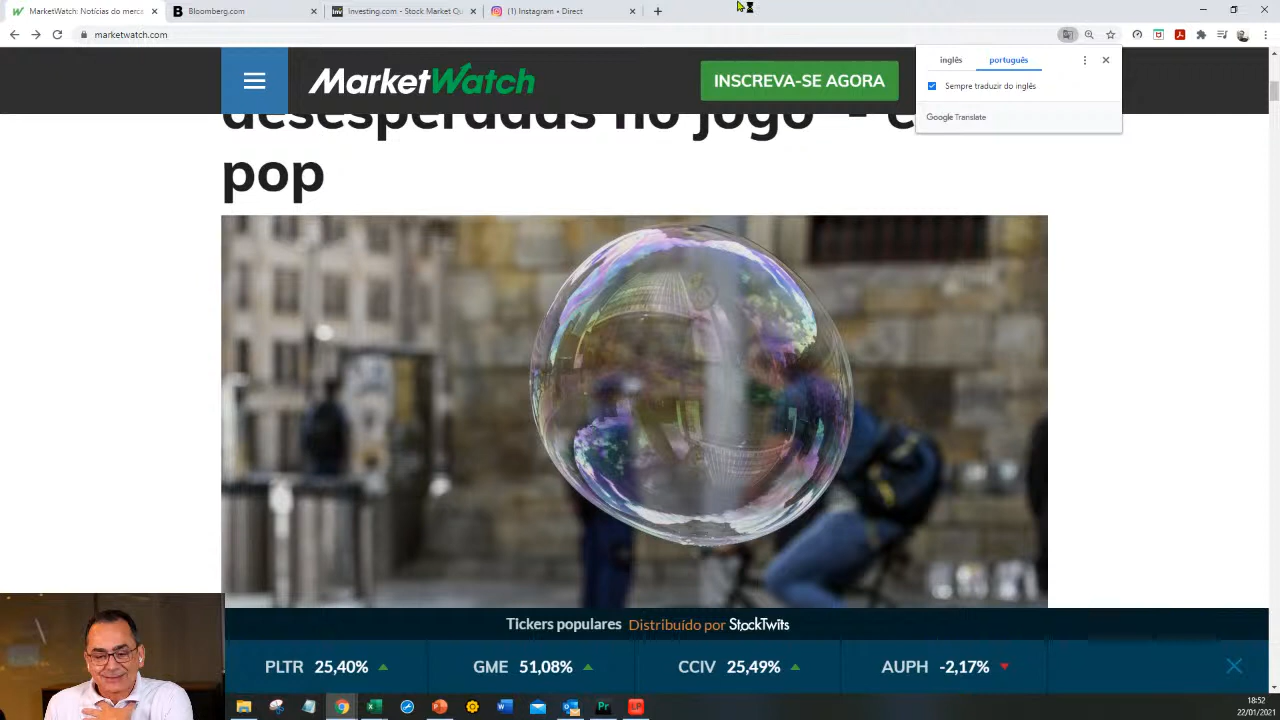 MarketWatch: Notícias do merc
Bloomberg.com
Investing.com - Stock Market Qu
(1) Instagram • Direct
marketwatch.com
inglês
português
Sempre traduzir do inglês
Google Translate
MarketWatch
INSCREVA-SE AGORA
desesperadas no jogo" - e
pop
Tickers populares Distribuído por StockTwits
PLTR 25,40%
GME 51,08%
CCIV 25,49%
AUPH -2,17%
18:52
22/01/2021